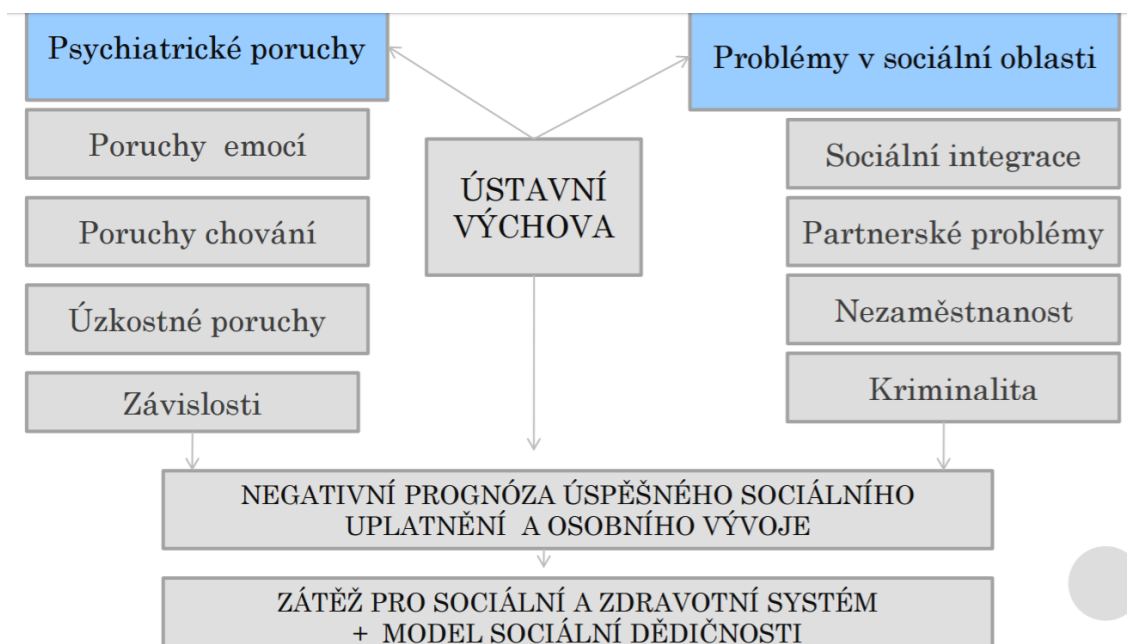 Psychiatrické poruchy
Problémy v sociální oblasti
Poruchy emocí
Poruchy chování
Úzkostné poruchy
Závislosti
ÚSTAVNÍ
VÝCHOVA
Sociální integrace
Partnerské problémy
Nezaměstnanost
Kriminalita
NEGATIVNÍ PROGNÓZA ÚSPĚŠNÉHO SOCIÁLNÍHO
UPLATNĚNÍ A OSOBNÍHO VÝVOJE
ZÁTĚŽ PRO SOCIÁLNÍ A ZDRAVOTNÍ SYSTÉM
+ MODEL SOCIÁLNÍ DĚDIČNOSTI